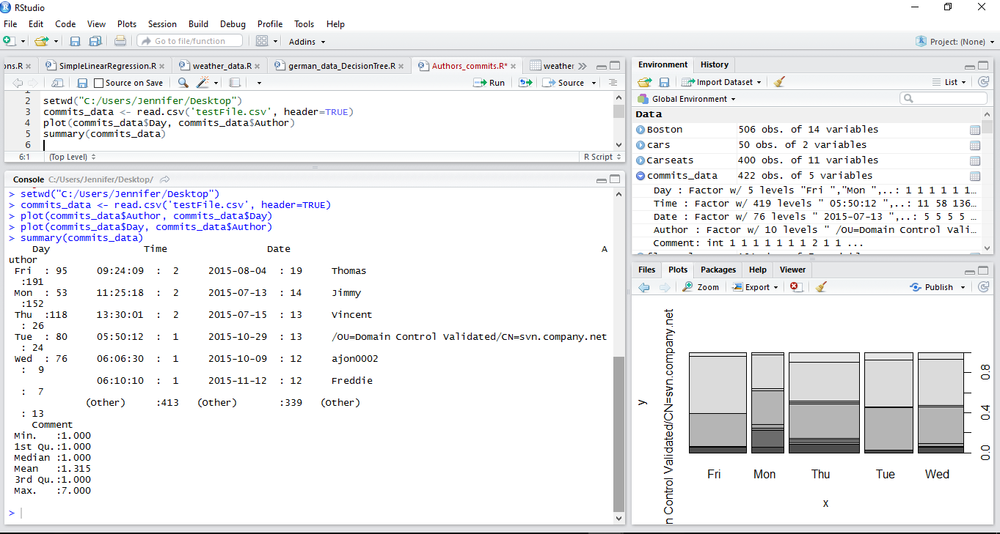 RStudio
File Edit Code View Plots Session Build Debug Profile Tools Help
Go to file/function Addins Project: (None)
ons.R SimpleLinearRegression.R weather_data.R german_data_DecisionTree.R Authors_commits.R* weather
Source on Save Run Source
2 setwd("C:/Users/Jennifer/Desktop")
3 commits_data <- read.csv('testFile.csv', header=TRUE)
4 plot(commits_data$Day, commits_data$Author)
5 summary(commits_data)
6
6:1 (Top Level) R Script
Console C:/Users/Jennifer/Desktop/
> setwd("C:/Users/Jennifer/Desktop")
> commits_data <- read.csv('testFile.csv', header=TRUE)
> plot(commits_data$Author, commits_data$Day)
> plot(commits_data$Day, commits_data$Author)
> summary(commits_data)
Day Time Date A
uthor
Fri : 95 09:24:09 : 2 2015-08-04 : 19 Thomas
:191
Mon : 53 11:25:18 : 2 2015-07-13 : 14 Jimmy
:152
Thu :118 13:30:01 : 2 2015-07-15 : 13 Vincent
: 26
Tue : 80 05:50:12 : 1 2015-10-29 : 13 /OU=Domain Control Validated/CN=svn.company.net
: 24
Wed : 76 06:06:30 : 1 2015-10-09 : 12 ajon0002
: 9
06:10:10 : 1 2015-11-12 : 12 Freddie
: 7
(Other) :413 (Other) :339 (Other)
: 13
Comment
Min. :1.000
1st Qu.:1.000
Median :1.000
Mean :1.315
3rd Qu.:1.000
Max. :7.000
>
Environment History
Import Dataset List
Global Environment
Data
Boston 506 obs. of 14 variables
cars 50 obs. of 2 variables
Carseats 400 obs. of 11 variables
commits_data 422 obs. of 5 variables
Day : Factor w/ 5 levels "Fri ","Mon ",..: 1 1 1 1 1 1…
Time : Factor w/ 419 levels " 05:50:12 ",..: 11 58 136…
Date : Factor w/ 76 levels " 2015-07-13 ",..: 5 5 5 5 …
Author : Factor w/ 10 levels " /OU=Domain Control Vali…
Comment: int 1 1 1 1 1 1 1 2 1 1 ...
Files Plots Packages Help Viewer
Zoom Export Publish
n Control Validated/CN=svn.company.net
y
0.0 0.4 0.8
Fri Mon Thu Tue Wed
x